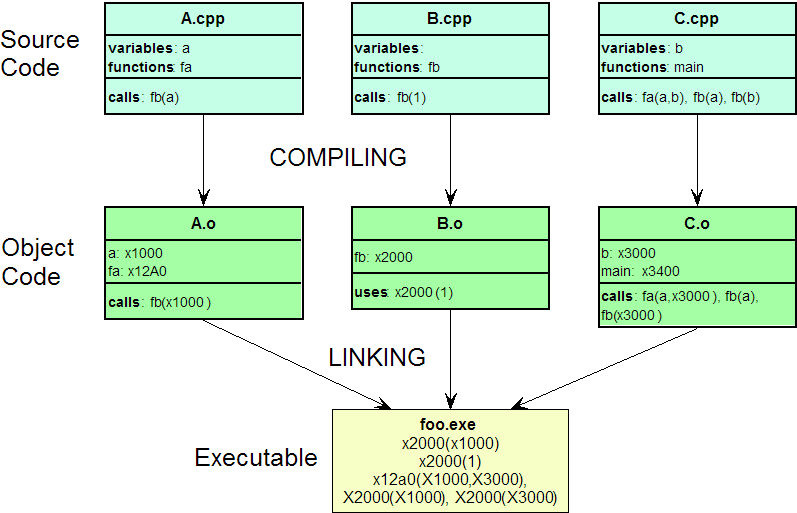 Source
Code
A.cpp
variables: a
functions: fa
calls: fb(a)
B.cpp
variables:
functions: fb
calls: fb(1)
C.cpp
variables: b
functions: main
calls: fa(a,b), fb(a), fb(b)
COMPILING
Object
Code
A.o
a: x1000
fa: x12A0
calls: fb(x1000)
B.o
fb: x2000
uses: x2000(1)
C.o
b: x3000
main: x3400
calls: fa(a,x3000), fb(a),
fb(x3000)
LINKING
Executable
foo.exe
x2000(x1000)
x2000(1)
x12a0(X1000,X3000),
X2000(X1000), X2000(X3000)